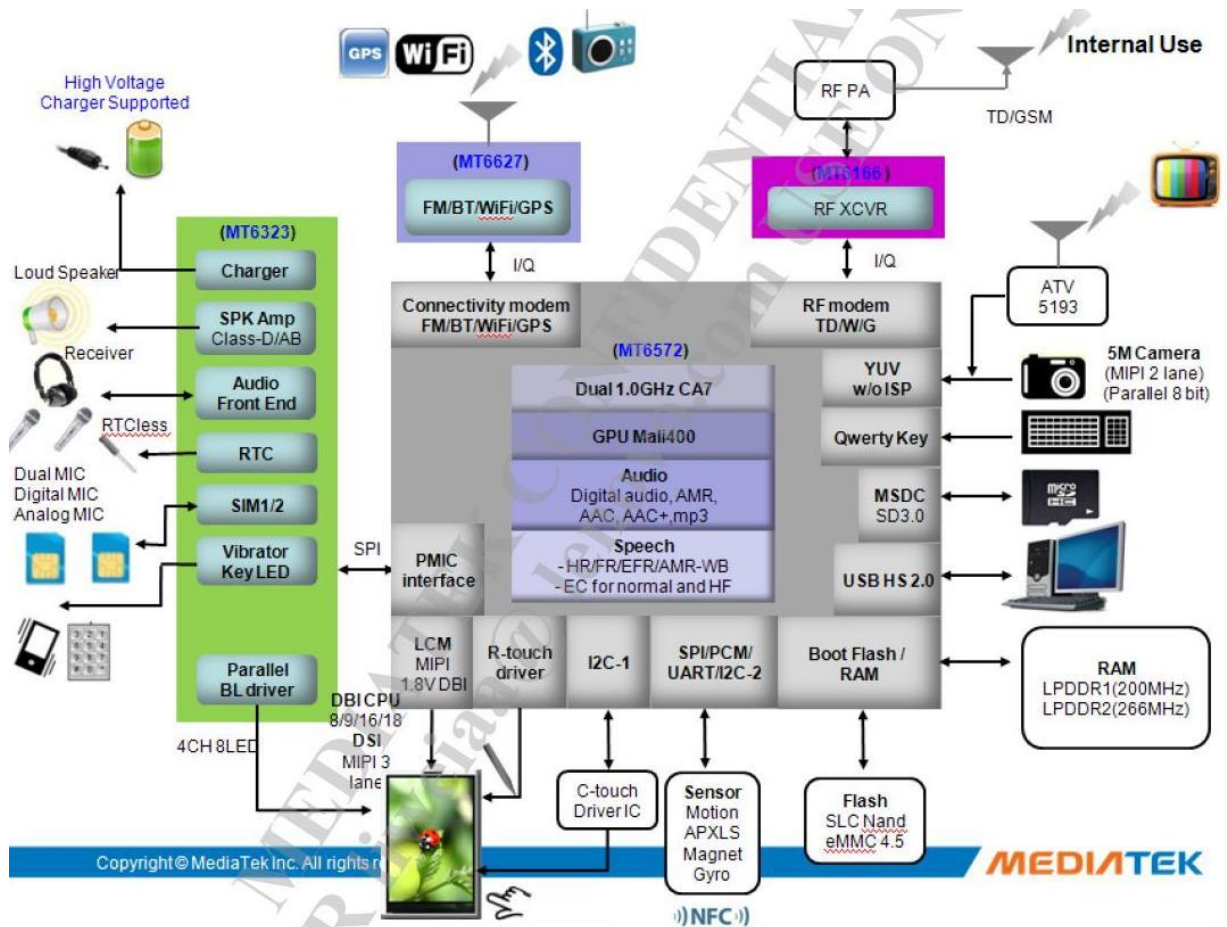 Internal Use
GPS
Wi Fi
High Voltage
Charger Supported
RF PA
TD/GSM
(MT6627)
FM/BT/WiFi/GPS
(MT6166)
RF XCVR
(MT6323)
Charger
I/Q
I/Q
Loud Speaker
SPK Amp
Class-D/AB
Connectivity modem
FM/BT/WiFi/GPS
RF modem
TD/W/G
ATV
5193
Receiver
Audio
Front End
(MT6572)
Dual 1.0GHz CA7
YUV
w/o ISP
5M Camera
(MIPI 2 lane)
(Parallel 8 bit)
RTCless
RTC
GPU Mali400
Qwerty Key
Dual MIC
Digital MIC
Analog MIC
SIM1/2
Audio
Digital audio, AMR,
AAC, AAC+,mp3
MSDC
SD3.0
micro
HC
Vibrator
Key LED
SPI
PMIC
interface
Speech
- HR/FR/EFR/AMR-WB
- EC for normal and HF
USB HS 2.0
Parallel
BL driver
LCM
MIPI
1.8V DBI
R-touch
driver
I2C-1
SPI/PCM/
UART/I2C-2
Boot Flash /
RAM
RAM
LPDDR1(200MHz)
LPDDR2(266MHz)
4CH 8LED
DBI CPU
8/9/16/18
DSI
MIPI 3
lane
C-touch
Driver IC
Sensor
Motion
APXLS
Magnet
Gyro
Flash
SLC Nand
eMMC 4.5
NFC
Copyright © MediaTek Inc. All rights re
MEDIATEK
MEDIATEK CONFIDENTIAL